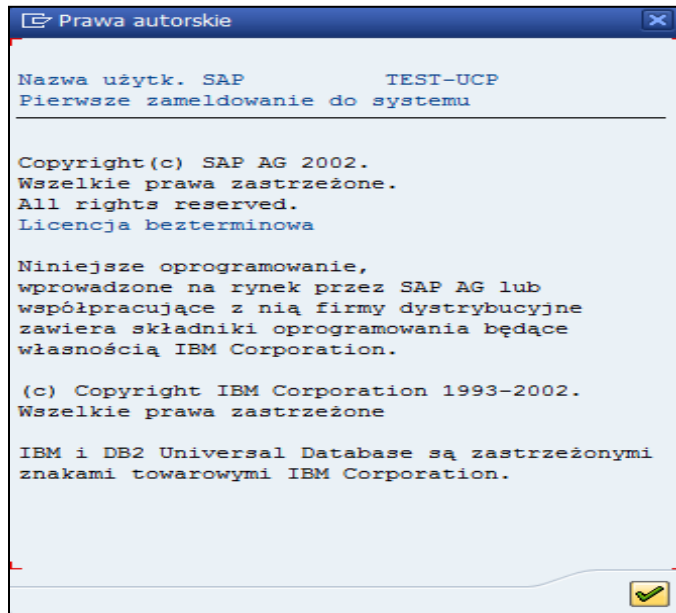 Prawa autorskie
Nazwa użytk. SAP TEST-UCP
Pierwsze zameldowanie do systemu
Copyright(c) SAP AG 2002.
Wszelkie prawa zastrzeżone.
All rights reserved.
Licencja bezterminowa
Niniejsze oprogramowanie,
wprowadzone na rynek przez SAP AG lub
współpracujące z nią firmy dystrybucyjne
zawiera składniki oprogramowania będące
własnością IBM Corporation.
(c) Copyright IBM Corporation 1993-2002.
Wszelkie prawa zastrzeżone
IBM i DB2 Universal Database są zastrzeżonymi
znakami towarowymi IBM Corporation.